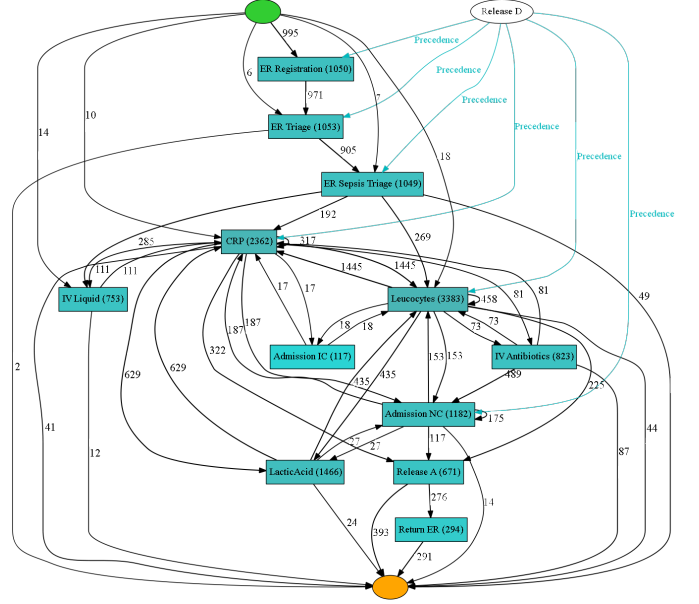 Release D
995
Precedence
ER Registration (1050)
6
Precedence
971
7
Precedence
14
10
ER Triage (1053)
Precedence
905
18
Precedence
ER Sepsis Triage (1049)
192
Precedence
285
CRP (2362)
317
269
111
111
1445
1445
17
17
81
81
IV Liquid (753)
Leucocytes (3383)
458
49
187
187
18
18
73
73
322
Admission IC (117)
153
153
IV Antibiotics (823)
2
629
629
435
435
489
225
Admission NC (1182)
175
41
12
27
27
117
44
87
LacticAcid (1466)
Release A (671)
276
14
24
393
Return ER (294)
291